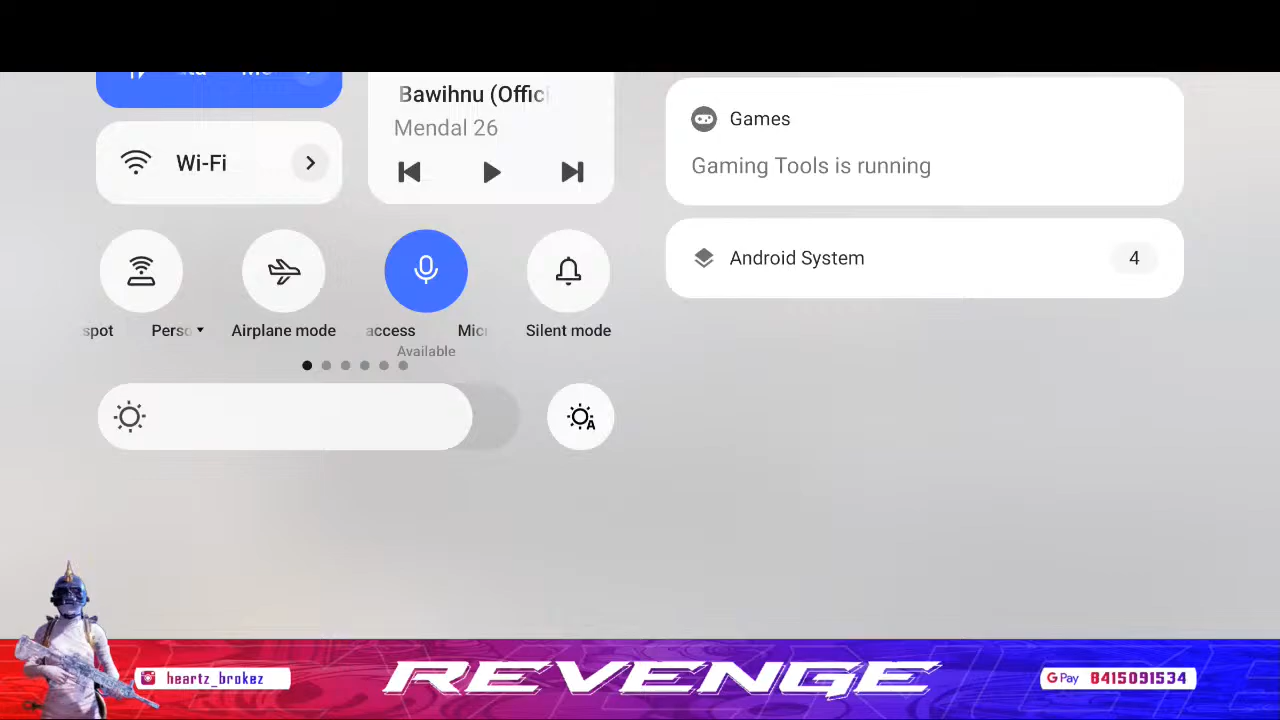 Bawihnu (Offici
Mendal 26
Wi-Fi
Games
Gaming Tools is running
Android System
4
spot Perso
Airplane mode
access Mic
Available
Silent mode
A
heartz_brokez
REVENGE
G Pay 8415091534